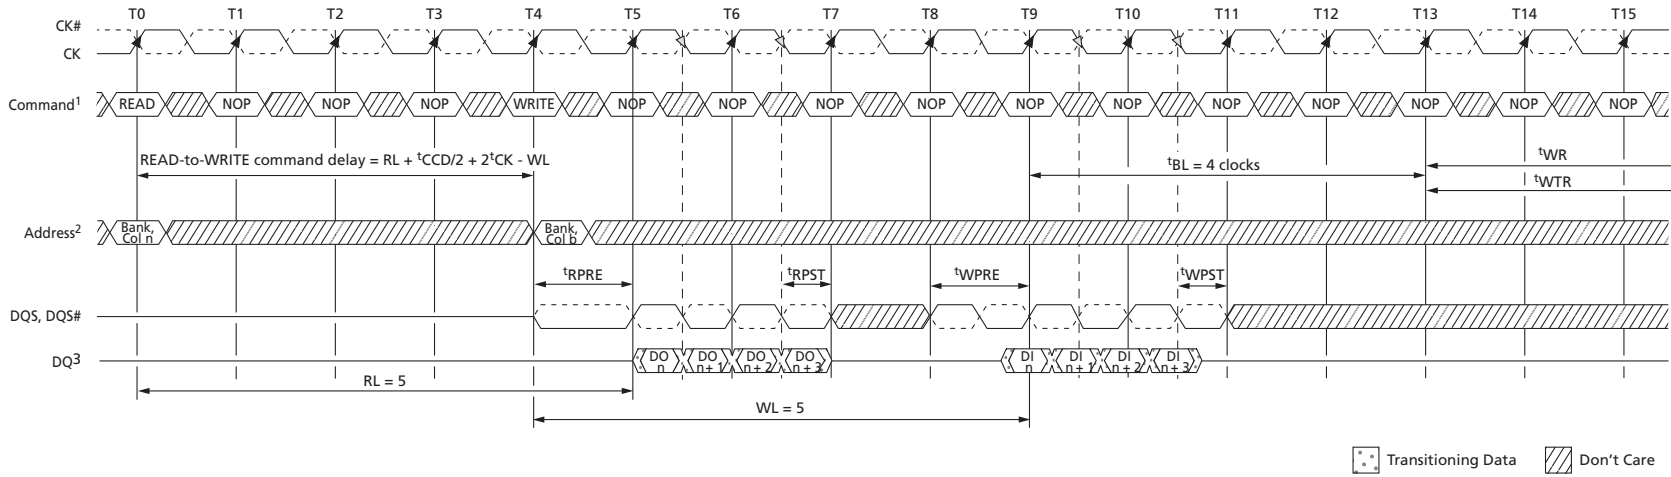 T0 T1 T2 T3 T4 T5 T6 T7 T8 T9 T10 T11 T12 T13 T14 T15
CK#
CK
Command1 READ NOP NOP NOP WRITE NOP NOP NOP NOP NOP NOP NOP NOP NOP NOP NOP
READ-to-WRITE command delay = RL + tCCD/2 + 2tCK - WL
tBL = 4 clocks
tWR
tWTR
Address2 Bank, Col n Bank, Col b
tRPRE tRPST tWPRE tWPST
DQS, DQS#
DQ3 DO n DO n + 1 DO n + 2 DO n + 3 DI n DI n + 1 DI n + 2 DI n + 3
RL = 5
WL = 5
Transitioning Data Don't Care